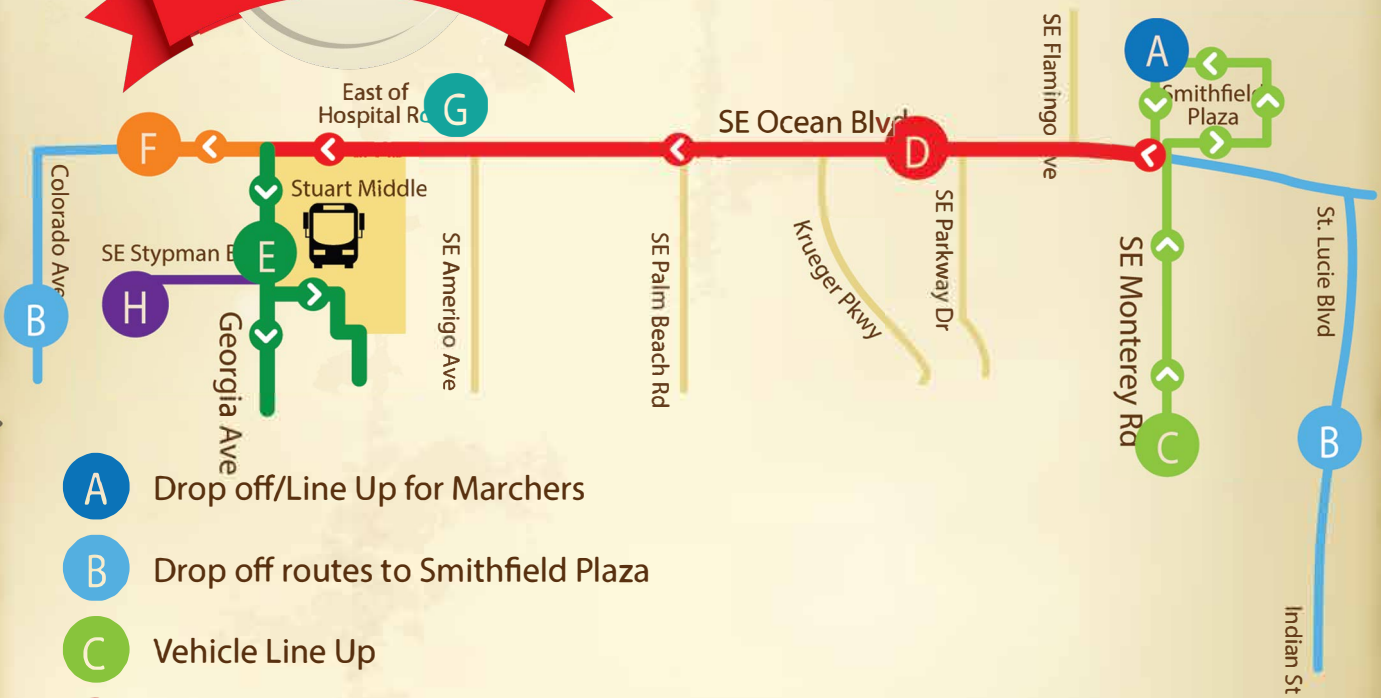 East of
Hospital
A
Smithfield
Plaza
SE Flamingo Ave
G
SE Ocean Blvd
F
D
Stuart Middle
Colorado Ave
SE Stypman
E
H
B
Georgia Ave
SE Amerigo Ave
SE Palm Beach Rd
Krueger Pkwy
SE Parkway Dr
SE Monterey Rd
C
St. Lucie Blvd
B
Indian St
A Drop off/Line Up for Marchers
B Drop off routes to Smithfield Plaza
C Vehicle Line Up